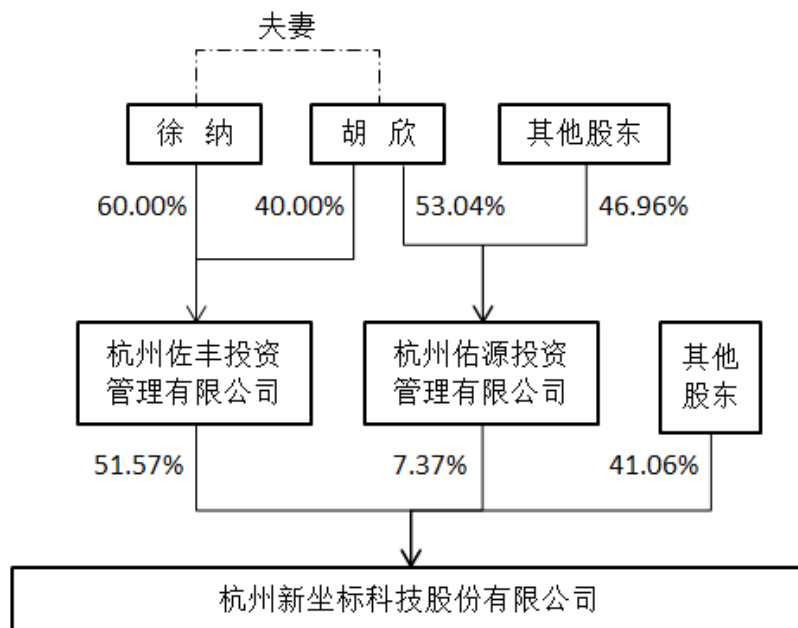 夫妻
徐 纳
胡 欣
其他股东
60.00%
40.00%
53.04%
46.96%
杭州佐丰投资
管理有限公司
杭州佑源投资
管理有限公司
其他
股东
51.57%
7.37%
41.06%
杭州新坐标科技股份有限公司